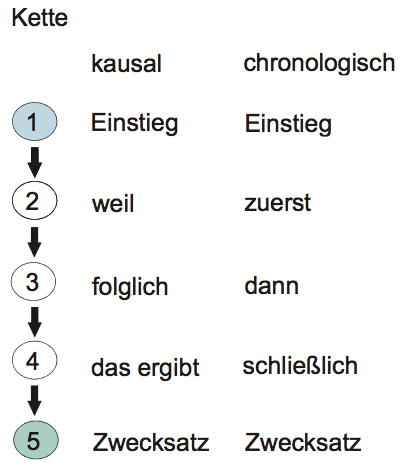 Kette
kausal chronologisch
1 Einstieg Einstieg
2 weil zuerst
3 folglich dann
4 das ergibt schließlich
5 Zwecksatz Zwecksatz